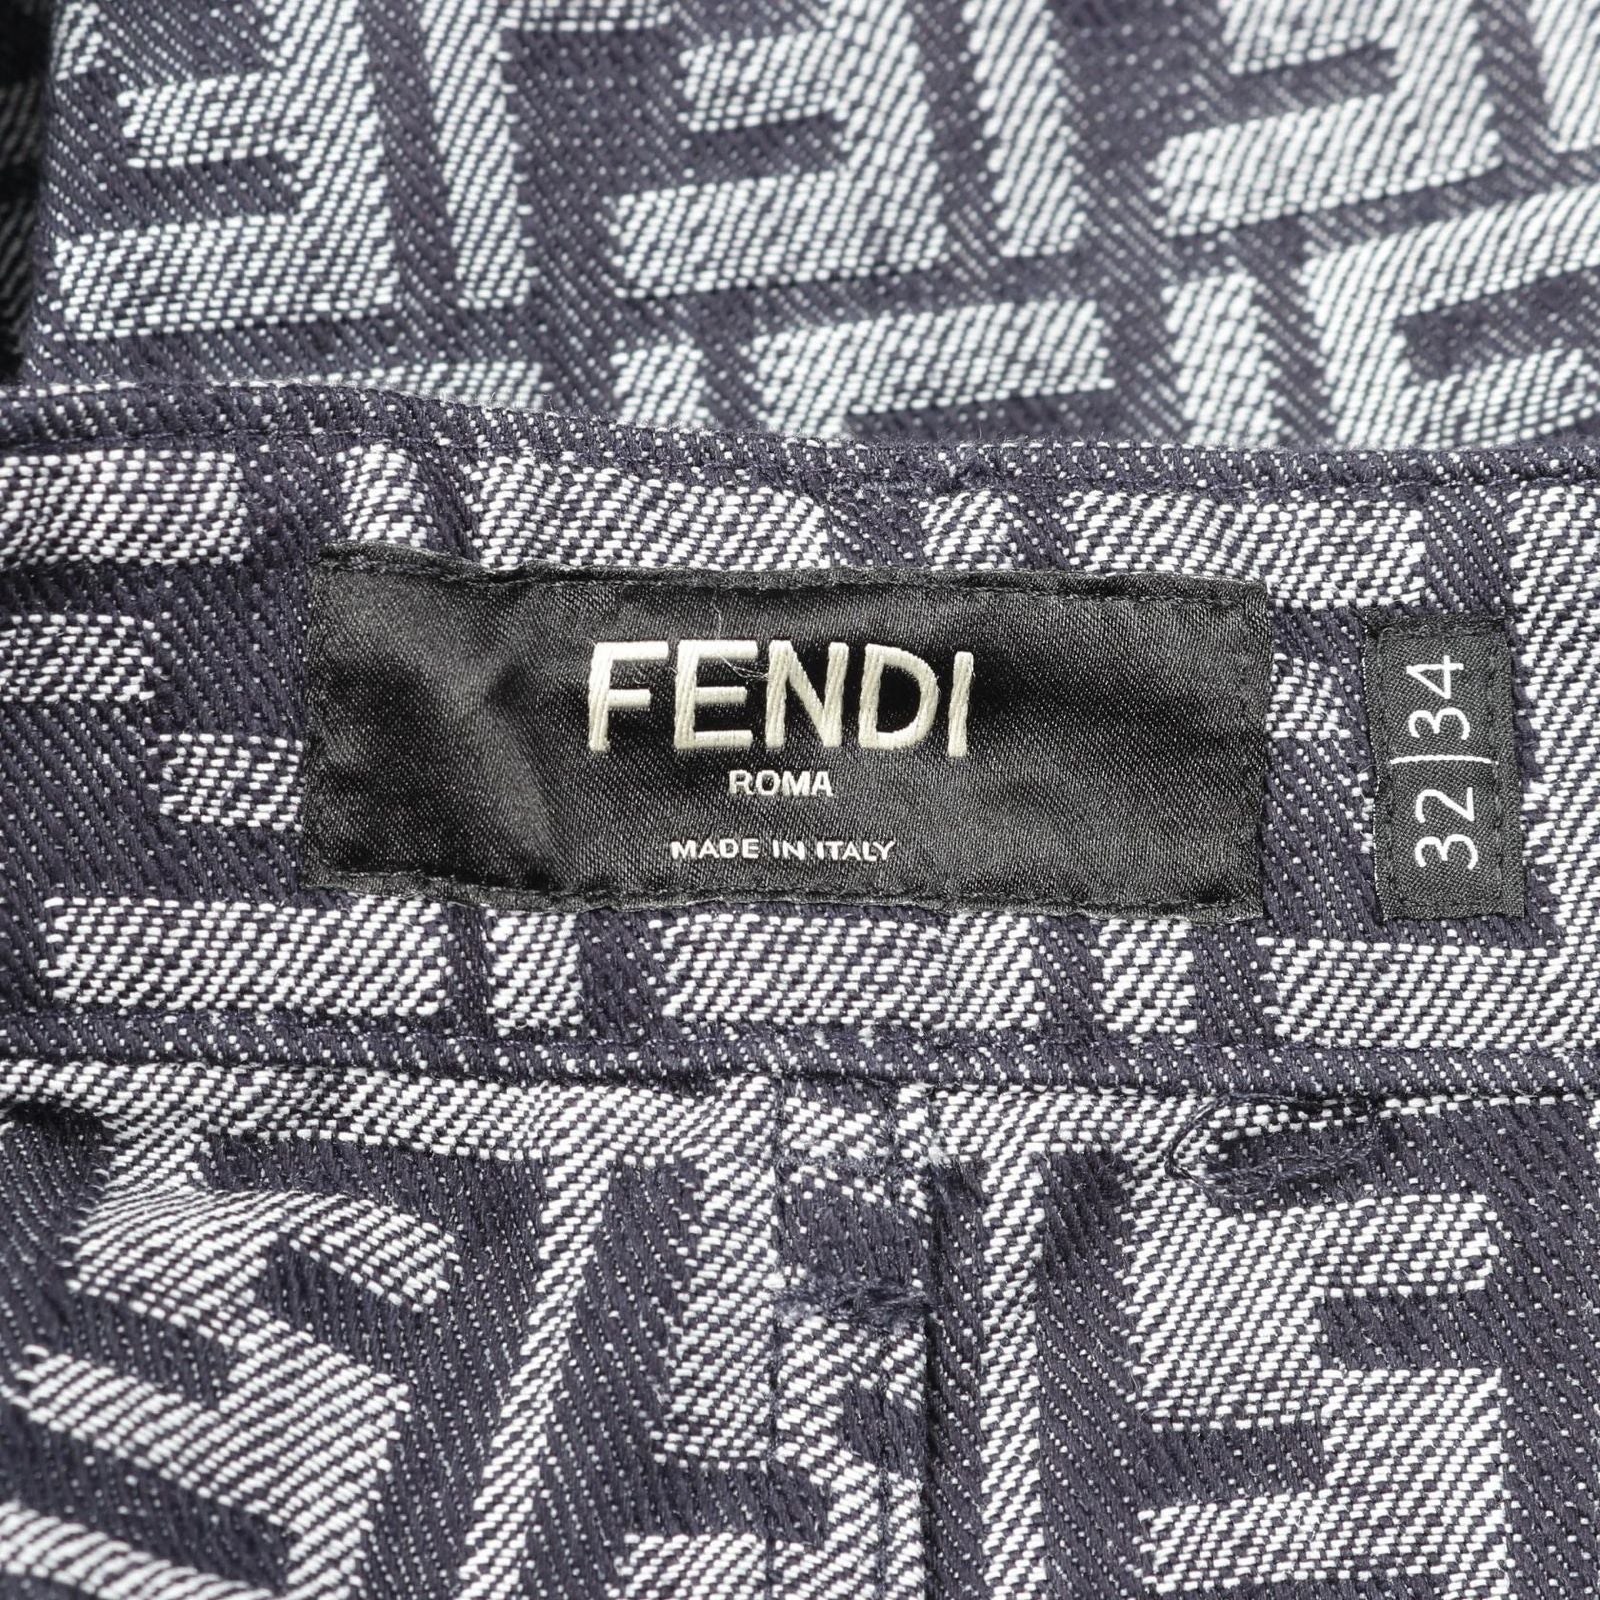 FENDI
ROMA
MADE IN ITALY
32|34